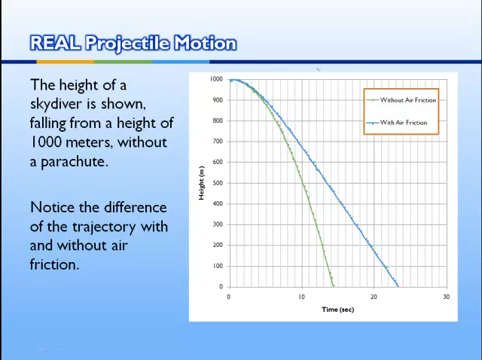 REAL Projectile Motion
The height of a
skydiver is shown,
falling from a height of
1000 meters, without
a parachute.
Notice the difference
of the trajectory with
and without air
friction.
1000
900
800
700
600
500
400
300
200
100
0
Height (m)
Without Air Friction
With Air Friction
0 10 20 30
Time (sec)